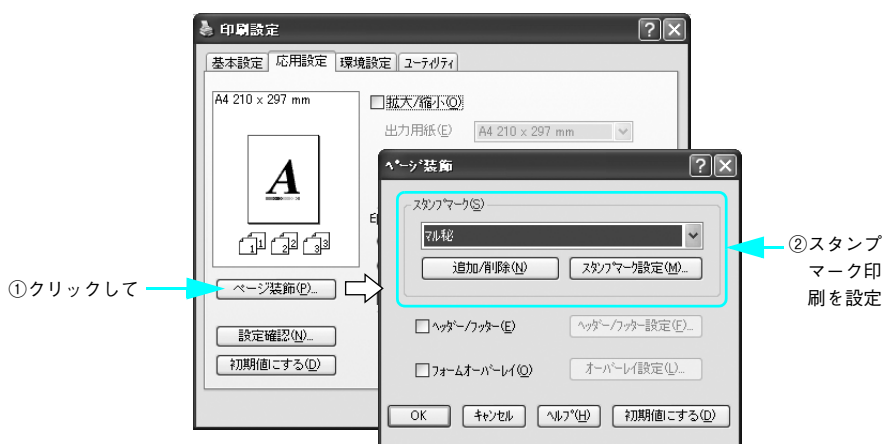 印刷設定
基本設定 応用設定 環境設定 ユーティリティ
A4 210 x 297 mm
拡大/縮小(O)
出力用紙(E) A4 210 x 297 mm
A
1 1 2 2 3 3
ページ装飾(P)...
設定確認(N)...
初期値にする(D)
ページ装飾
スタンプマーク(S)
マル秘
追加/削除(N) スタンプマーク設定(M)...
ヘッダー/フッター(E) ヘッダー/フッター設定(F)...
フォームオーバーレイ(O) オーバーレイ設定(L)...
OK キャンセル ヘルプ(H) 初期値にする(D)
①クリックして
②スタンプ
マーク印
刷を設定